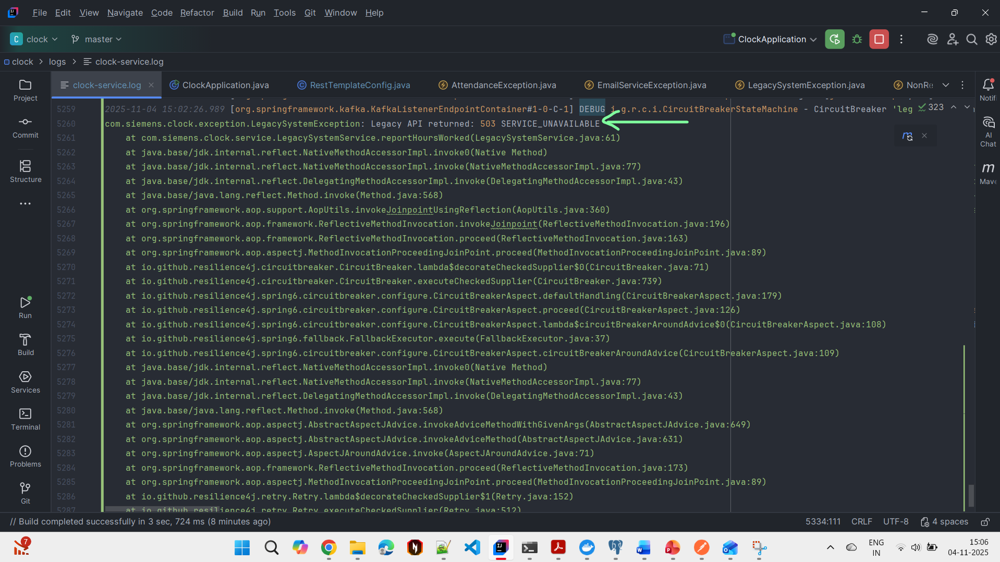 File Edit View Navigate Code Refactor Build Run Tools Git Window Help
C clock master ClockApplication
clock > logs > clock-service.log
clock-service.log ClockApplication.java RestTemplateConfig.java AttendanceException.java EmailServiceException.java LegacySystemException.java NonRe
Project
Commit
Structure
Run
Build
Services
Terminal
Problems
Git
5259 2025-11-04 15:02:26.989 [org.springframework.kafka.KafkaListenerEndpointContainer#1-0-C-1] DEBUG i.g.r.c.i.CircuitBreakerStateMachine - CircuitBreaker 'leg 323
5260 com.siemens.clock.exception.LegacySystemException: Legacy API returned: 503 SERVICE_UNAVAILABLE
5261 at com.siemens.clock.service.LegacySystemService.reportHoursWorked(LegacySystemService.java:61)
5262 at java.base/jdk.internal.reflect.NativeMethodAccessorImpl.invoke0(Native Method)
5263 at java.base/jdk.internal.reflect.NativeMethodAccessorImpl.invoke(NativeMethodAccessorImpl.java:77)
5264 at java.base/jdk.internal.reflect.DelegatingMethodAccessorImpl.invoke(DelegatingMethodAccessorImpl.java:43)
5265 at java.base/java.lang.reflect.Method.invoke(Method.java:568)
5266 at org.springframework.aop.support.AopUtils.invokeJoinpointUsingReflection(AopUtils.java:360)
5267 at org.springframework.aop.framework.ReflectiveMethodInvocation.invokeJoinpoint(ReflectiveMethodInvocation.java:196)
5268 at org.springframework.aop.framework.ReflectiveMethodInvocation.proceed(ReflectiveMethodInvocation.java:163)
5269 at org.springframework.aop.aspectj.MethodInvocationProceedingJoinPoint.proceed(MethodInvocationProceedingJoinPoint.java:89)
5270 at io.github.resilience4j.circuitbreaker.CircuitBreaker.lambda$decorateCheckedSupplier$0(CircuitBreaker.java:71)
5271 at io.github.resilience4j.circuitbreaker.CircuitBreaker.executeCheckedSupplier(CircuitBreaker.java:739)
5272 at io.github.resilience4j.spring6.circuitbreaker.configure.CircuitBreakerAspect.defaultHandling(CircuitBreakerAspect.java:179)
5273 at io.github.resilience4j.spring6.circuitbreaker.configure.CircuitBreakerAspect.proceed(CircuitBreakerAspect.java:126)
5274 at io.github.resilience4j.spring6.circuitbreaker.configure.CircuitBreakerAspect.lambda$circuitBreakerAroundAdvice$0(CircuitBreakerAspect.java:108)
5275 at io.github.resilience4j.spring6.fallback.FallbackExecutor.execute(FallbackExecutor.java:37)
5276 at io.github.resilience4j.spring6.circuitbreaker.configure.CircuitBreakerAspect.circuitBreakerAroundAdvice(CircuitBreakerAspect.java:109)
5277 at java.base/jdk.internal.reflect.NativeMethodAccessorImpl.invoke0(Native Method)
5278 at java.base/jdk.internal.reflect.NativeMethodAccessorImpl.invoke(NativeMethodAccessorImpl.java:77)
5279 at java.base/jdk.internal.reflect.DelegatingMethodAccessorImpl.invoke(DelegatingMethodAccessorImpl.java:43)
5280 at java.base/java.lang.reflect.Method.invoke(Method.java:568)
5281 at org.springframework.aop.aspectj.AbstractAspectJAdvice.invokeAdviceMethodWithGivenArgs(AbstractAspectJAdvice.java:649)
5282 at org.springframework.aop.aspectj.AbstractAspectJAdvice.invokeAdviceMethod(AbstractAspectJAdvice.java:631)
5283 at org.springframework.aop.aspectj.AspectJAroundAdvice.invoke(AspectJAroundAdvice.java:71)
5284 at org.springframework.aop.framework.ReflectiveMethodInvocation.proceed(ReflectiveMethodInvocation.java:173)
5285 at org.springframework.aop.aspectj.MethodInvocationProceedingJoinPoint.proceed(MethodInvocationProceedingJoinPoint.java:89)
5286 at io.github.resilience4j.retry.Retry.lambda$decorateCheckedSupplier$1(Retry.java:152)
5287 at io.github.resilience4j.retry.Retry.executeCheckedSupplier(Retry.java:512)
Notifi
AI
Chat
m
Mave
// Build completed successfully in 3 sec, 724 ms (8 minutes ago) 5334:111 CRLF UTF-8 4 spaces
7
ENG
IN
15:06
04-11-2025